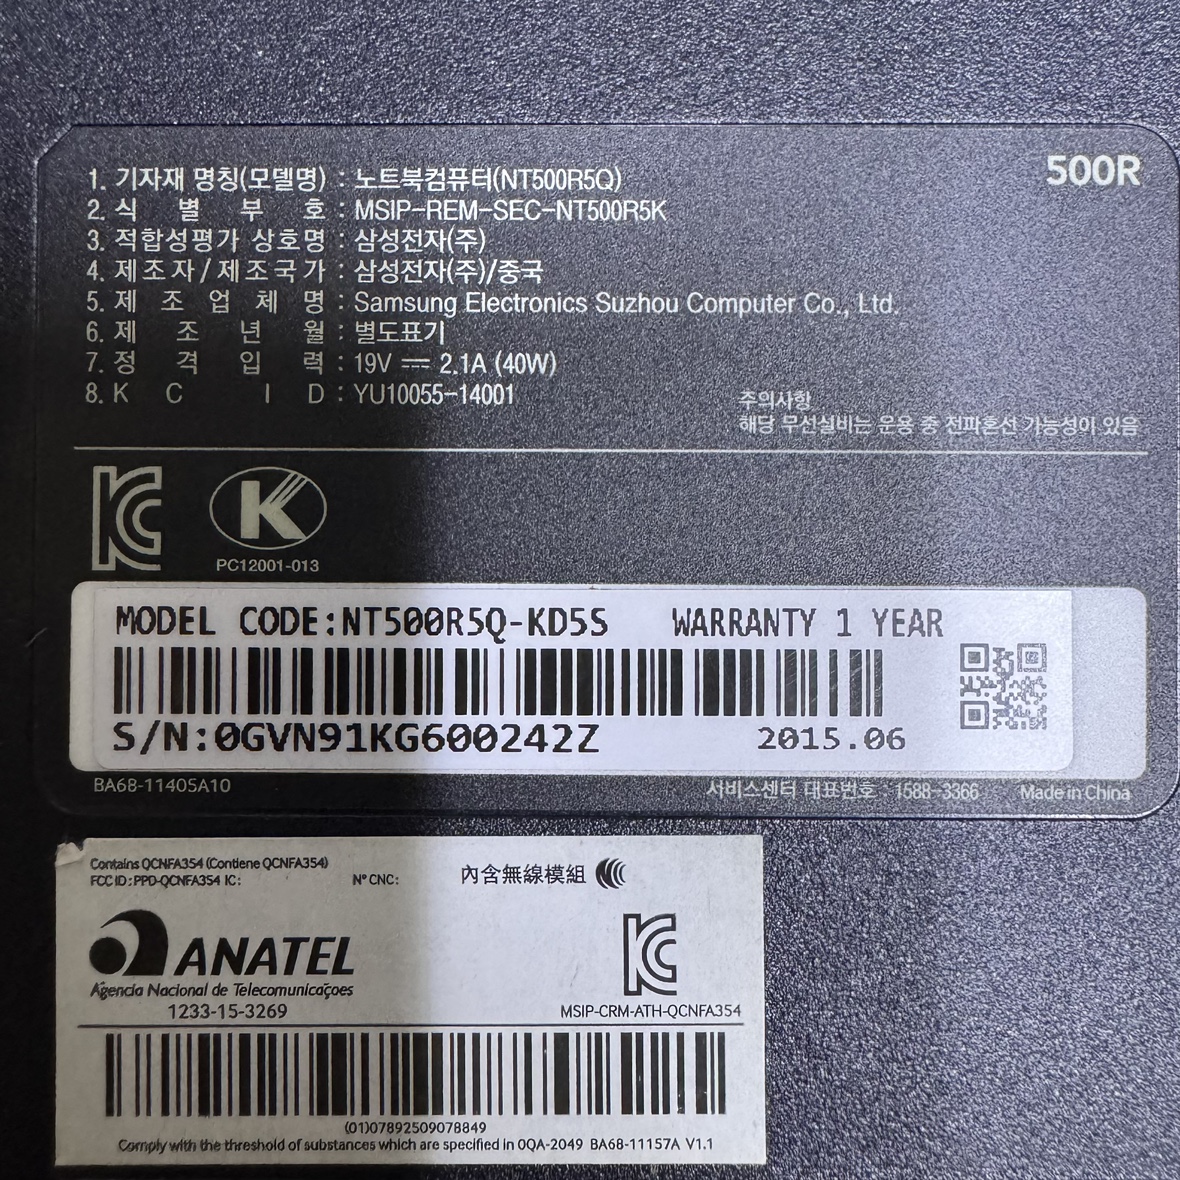 500R
1. 기자재 명칭(모델명) : 노트북컴퓨터(NT500R5Q)
2. 식 별 부 호 : MSIP-REM-SEC-NT500R5K
3. 적합성평가 상호명 : 삼성전자(주)
4. 제조자/제조국가 : 삼성전자(주)/중국
5. 제 조 업 체 명 : Samsung Electronics Suzhou Computer Co., Ltd.
6. 제 조 년 월 : 별도표기
7. 정 격 입 력 : 19V ⎓ 2.1A (40W)
8. K C I D : YU10055-14001
주의사항
해당 무선설비는 운용 중 전파혼선 가능성이 있음
KC
K
PC12001-013
MODEL CODE:NT500R5Q-KD5S WARRANTY 1 YEAR
S/N:0GVN91KG600242Z 2015.06
BA68-11405A10 서비스센터 대표번호 : 1588-3366 Made in China
Contains QCNFA354 (Contiene QCNFA354)
FCC ID : PPD-QCNFA354 IC : Nº CNC :
內含無線模組
ANATEL
Agencia Nacional de Telecomunicaçoes
1233-15-3269
KC
MSIP-CRM-ATH-QCNFA354
(01)07892509078849
Comply with the threshold of substances which are specified in 0QA-2049 BA68-11157A V1.1